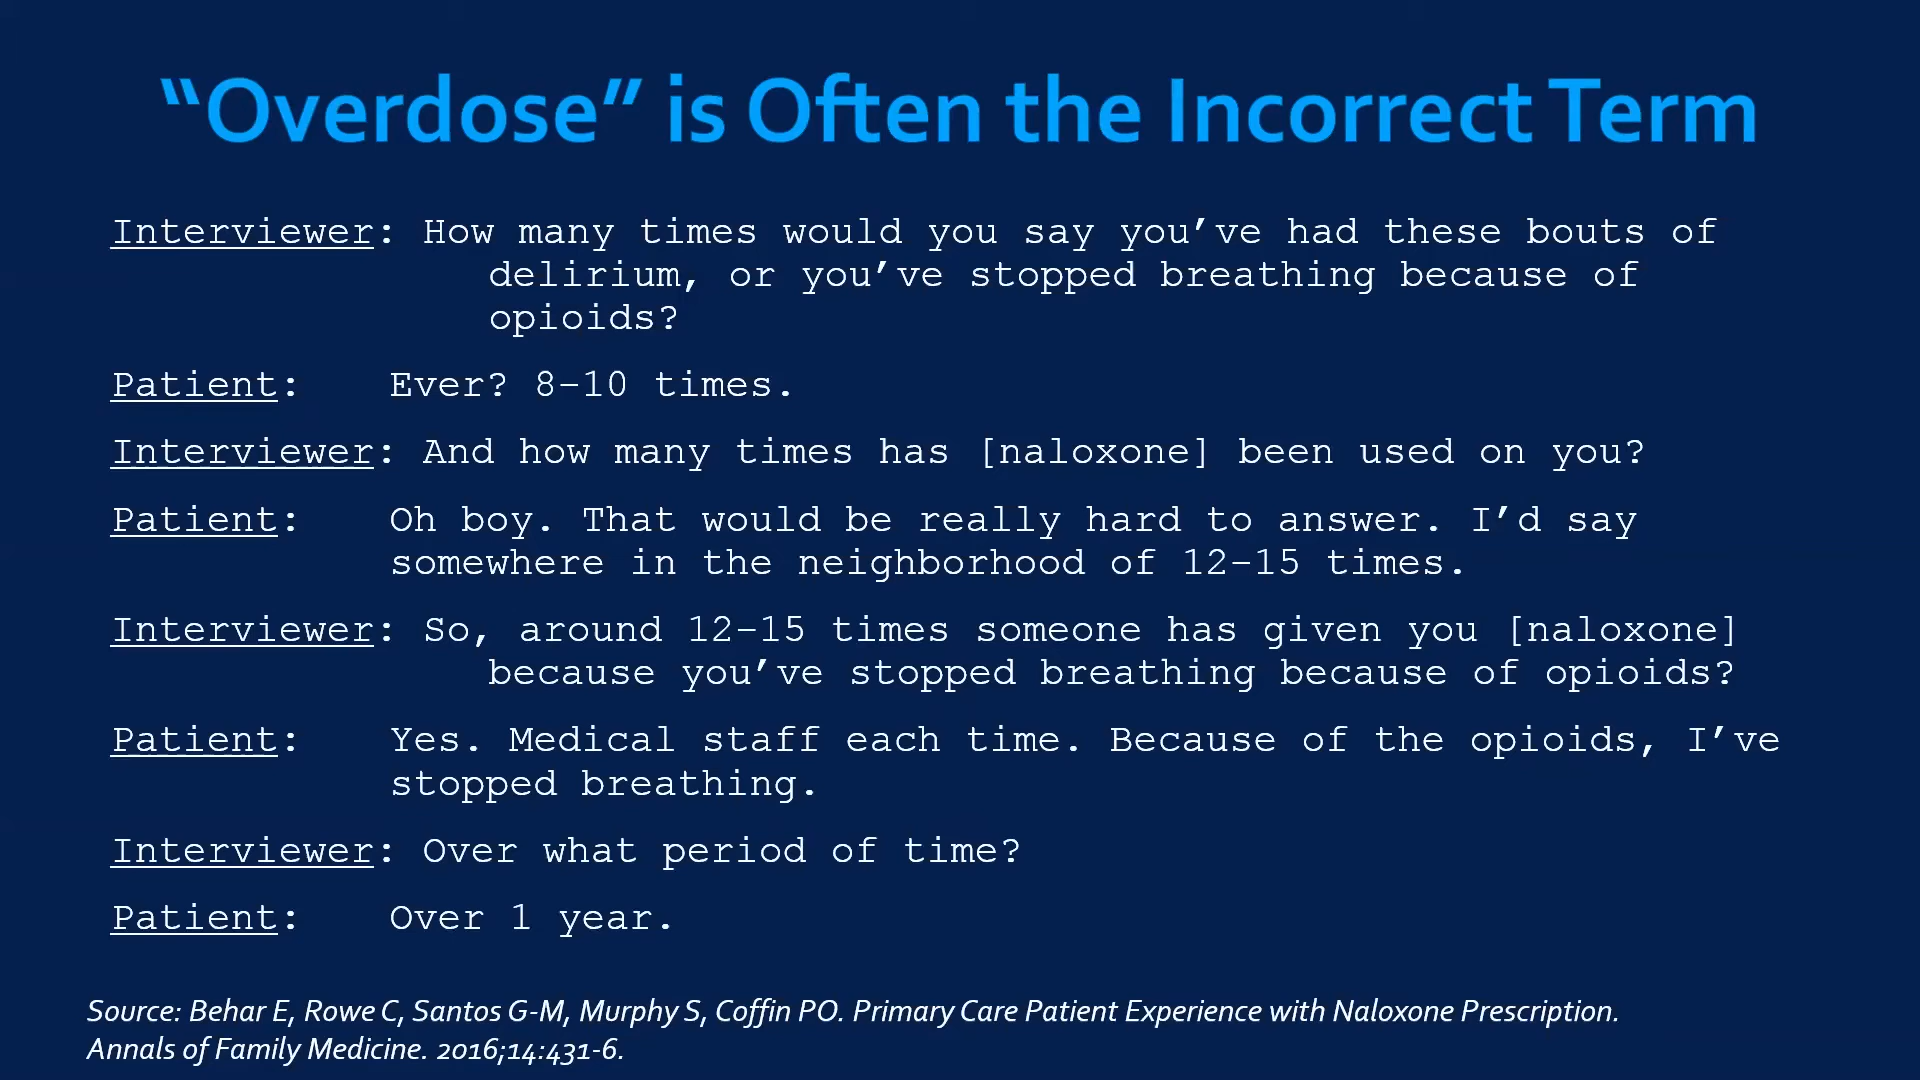 “Overdose” is Often the Incorrect Term
Interviewer: How many times would you say you’ve had these bouts of
delirium, or you’ve stopped breathing because of
opioids?
Patient: Ever? 8–10 times.
Interviewer: And how many times has [naloxone] been used on you?
Patient: Oh boy. That would be really hard to answer. I’d say
somewhere in the neighborhood of 12–15 times.
Interviewer: So, around 12–15 times someone has given you [naloxone]
because you’ve stopped breathing because of opioids?
Patient: Yes. Medical staff each time. Because of the opioids, I’ve
stopped breathing.
Interviewer: Over what period of time?
Patient: Over 1 year.
Source: Behar E, Rowe C, Santos G-M, Murphy S, Coffin PO. Primary Care Patient Experience with Naloxone Prescription.
Annals of Family Medicine. 2016;14:431-6.